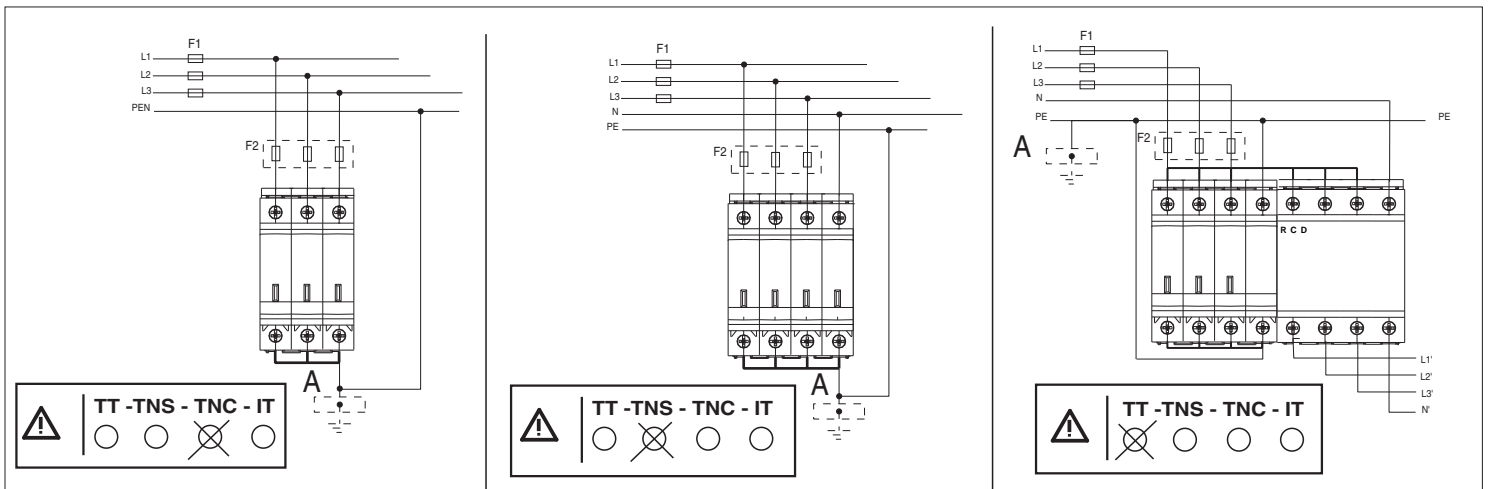 F1
L1
L2
L3
PEN
F2
A
TT -TNS - TNC - IT
F1
L1
L2
L3
N
PE
F2
A
TT -TNS - TNC - IT
F1
L1
L2
L3
N
PE
PE
A
F2
R C D
L1'
L2'
L3'
N'
TT -TNS - TNC - IT